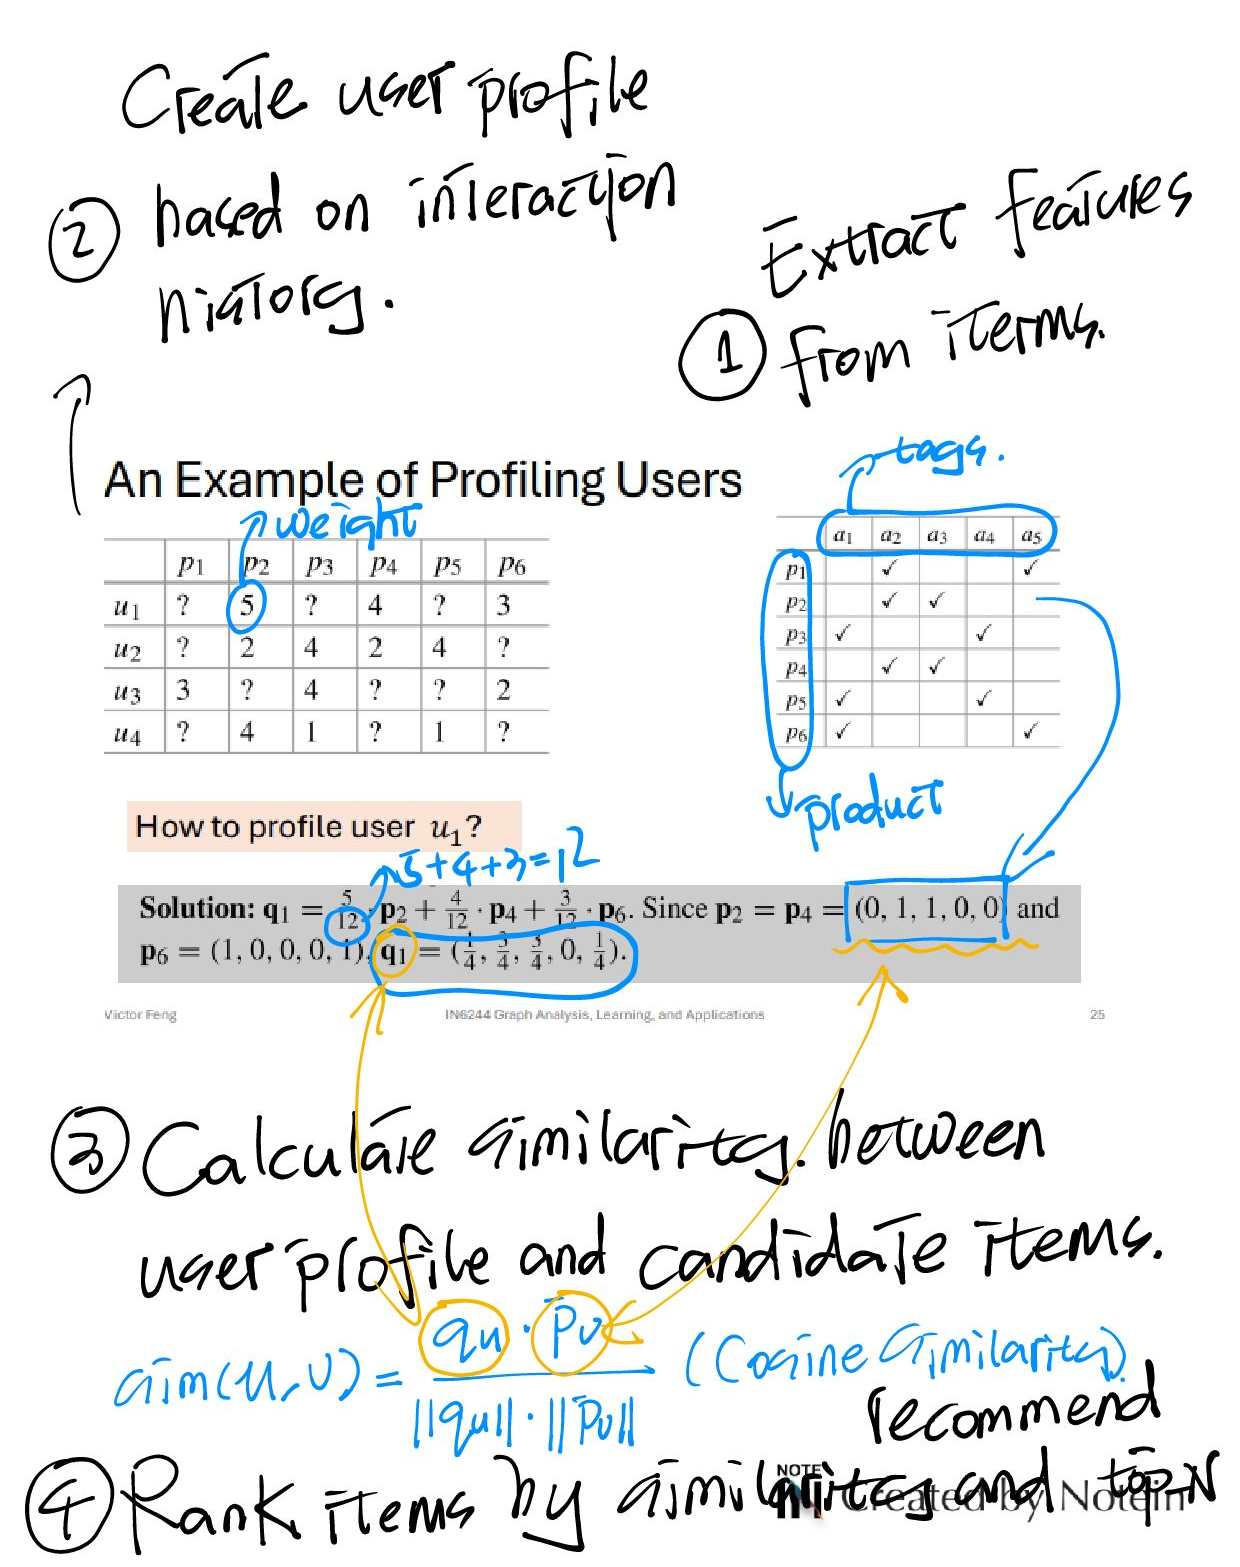 Create user profile
② based on interaction
history.
Extract features
① from iterms.
tags.
An Example of Profiling Users
weight
p1 p2 p3 p4 p5 p6
u1 ? 5 ? 4 ? 3
u2 ? 2 4 2 4 ?
u3 3 ? 4 ? ? 2
u4 ? 4 1 ? 1 ?
a1 a2 a3 a4 a5
p1 ✓ ✓
p2 ✓ ✓
p3 ✓ ✓
p4 ✓ ✓
p5 ✓ ✓
p6 ✓ ✓
product
How to profile user u1?
5+4+3=12
Solution: q1 = 5/12 · p2 + 4/12 · p4 + 3/12 · p6. Since p2 = p4 = (0, 1, 1, 0, 0) and
p6 = (1, 0, 0, 0, 1), q1 = (1/4, 3/4, 3/4, 0, 1/4).
Victor Feng IN6244 Graph Analysis, Learning, and Applications 25
③ Calculate similarity. between
user profile and candidate items.
sim(u,v) = qu · pv / ||qu|| · ||pv|| (Cosine Similarity)
recommend
④ Rank items by similarity and top-N
NOTE IN Created by Notein